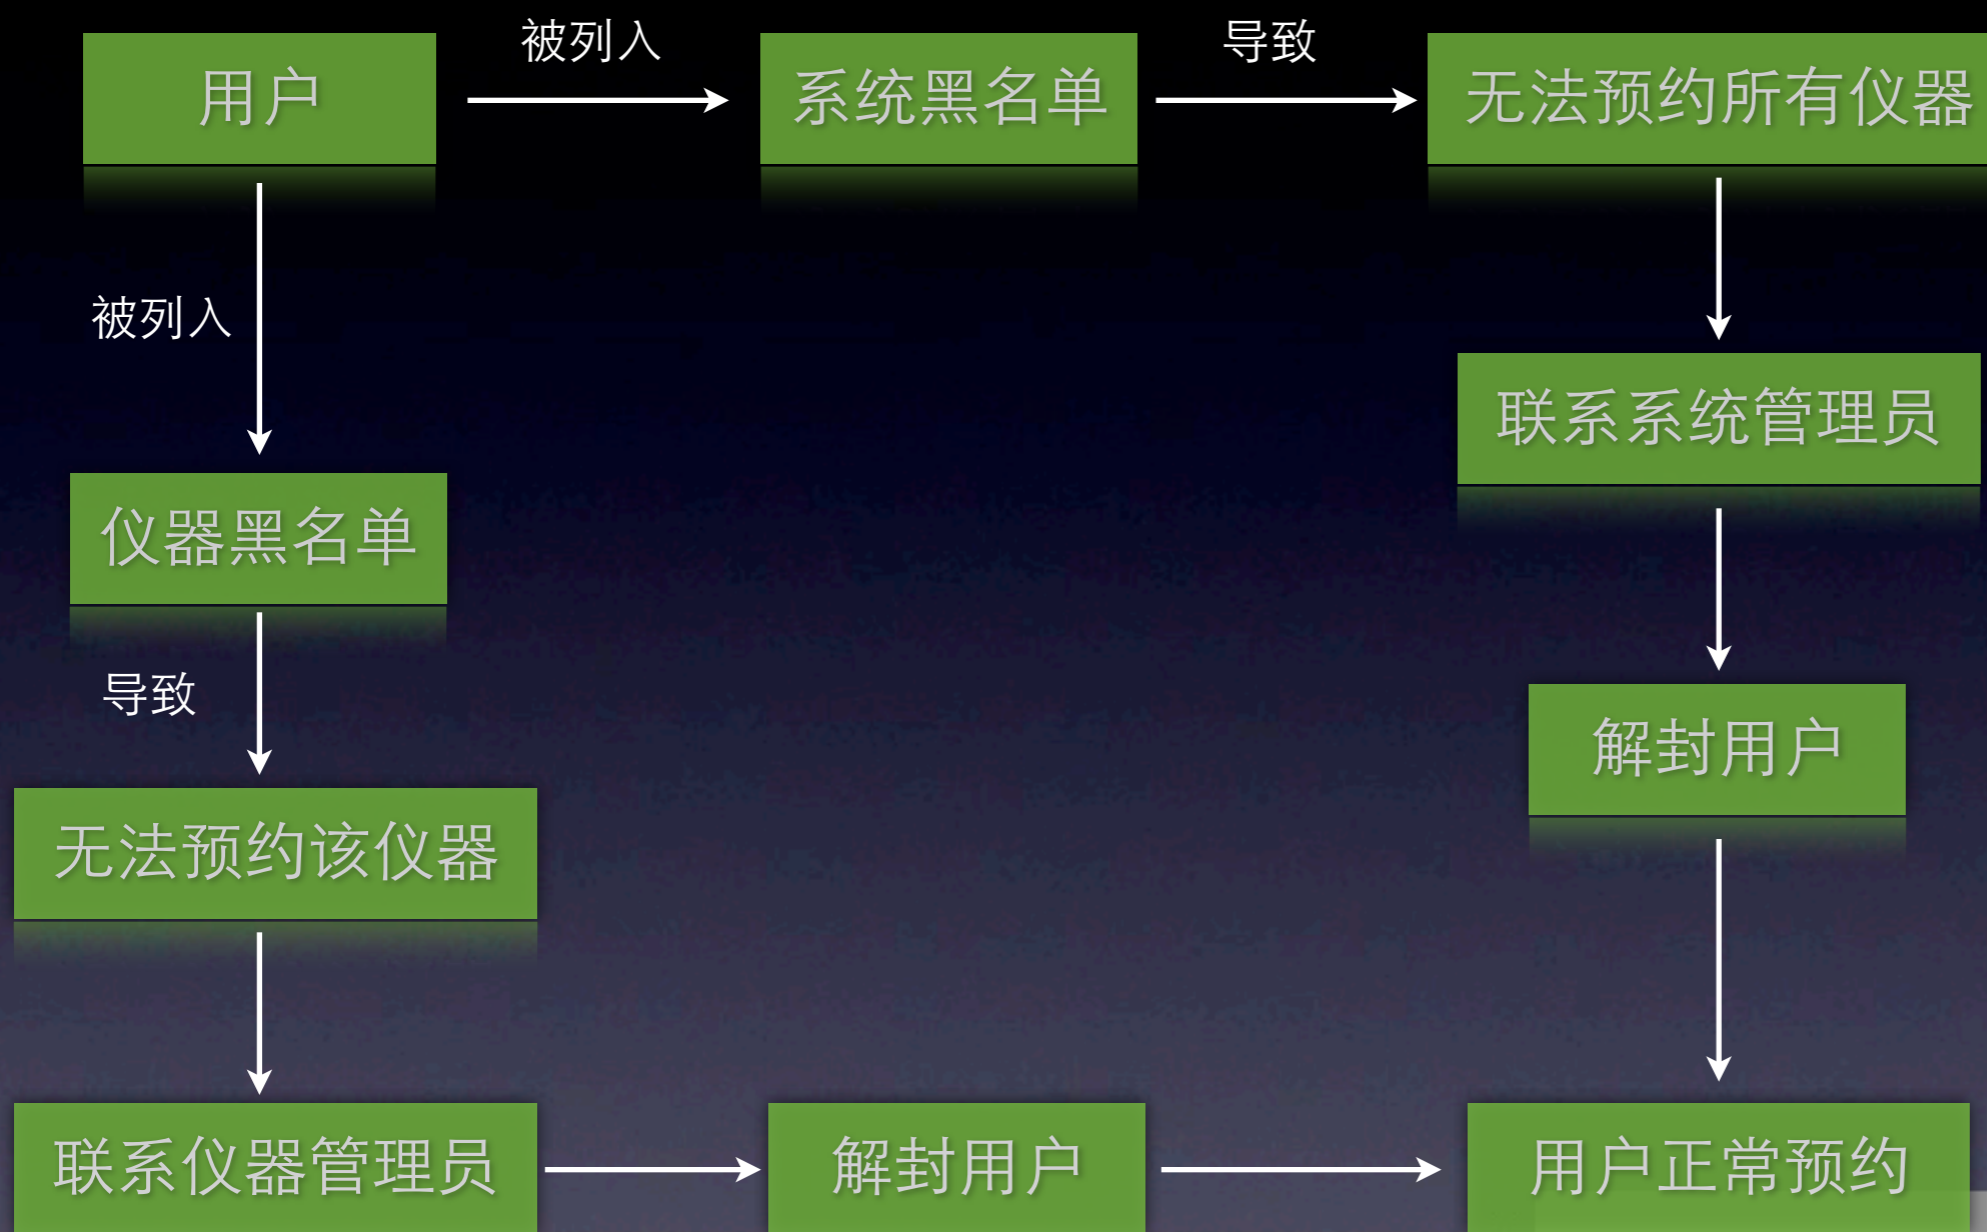 用户
被列入
系统黑名单
导致
无法预约所有仪器
被列入
联系系统管理员
仪器黑名单
导致
解封用户
无法预约该仪器
联系仪器管理员
解封用户
用户正常预约